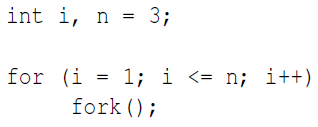 int i, n = 3;
for (i = 1; i <= n; i++)
fork();